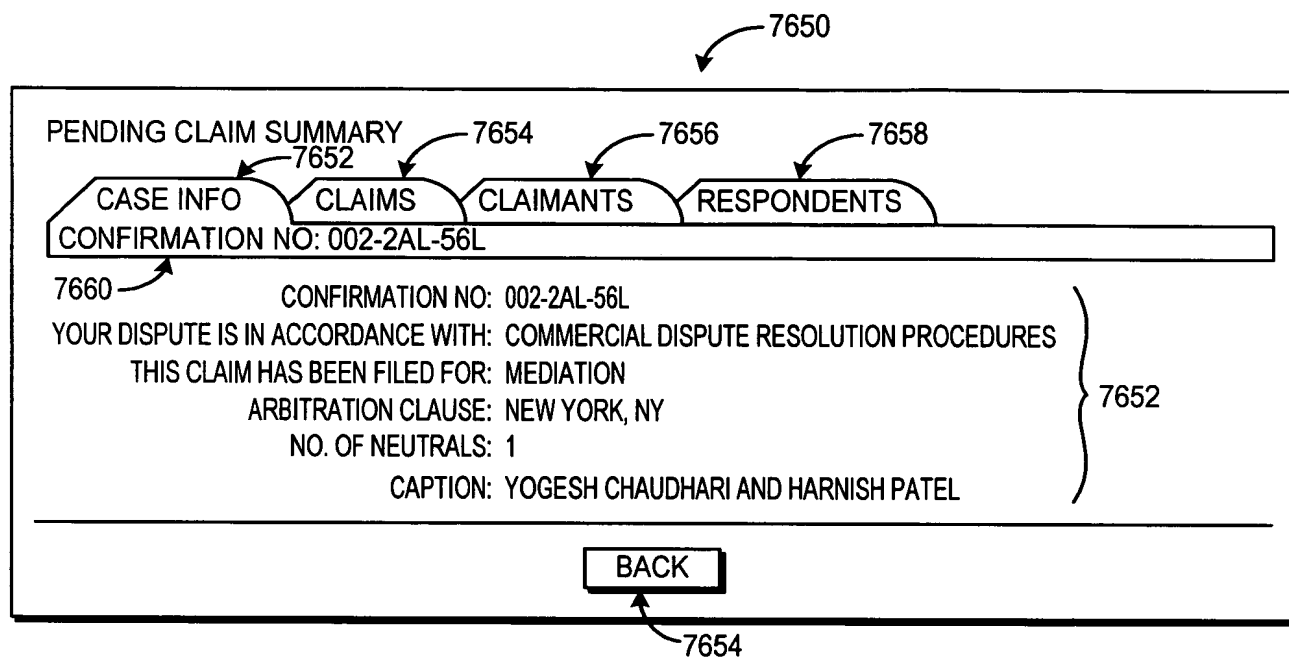 7650
PENDING CLAIM SUMMARY
7652
7654
7656
7658
CASE INFO
CLAIMS
CLAIMANTS
RESPONDENTS
CONFIRMATION NO: 002-2AL-56L
7660
CONFIRMATION NO: 002-2AL-56L
YOUR DISPUTE IS IN ACCORDANCE WITH: COMMERCIAL DISPUTE RESOLUTION PROCEDURES
THIS CLAIM HAS BEEN FILED FOR: MEDIATION
ARBITRATION CLAUSE: NEW YORK, NY
NO. OF NEUTRALS: 1
CAPTION: YOGESH CHAUDHARI AND HARNISH PATEL
7652
BACK
7654